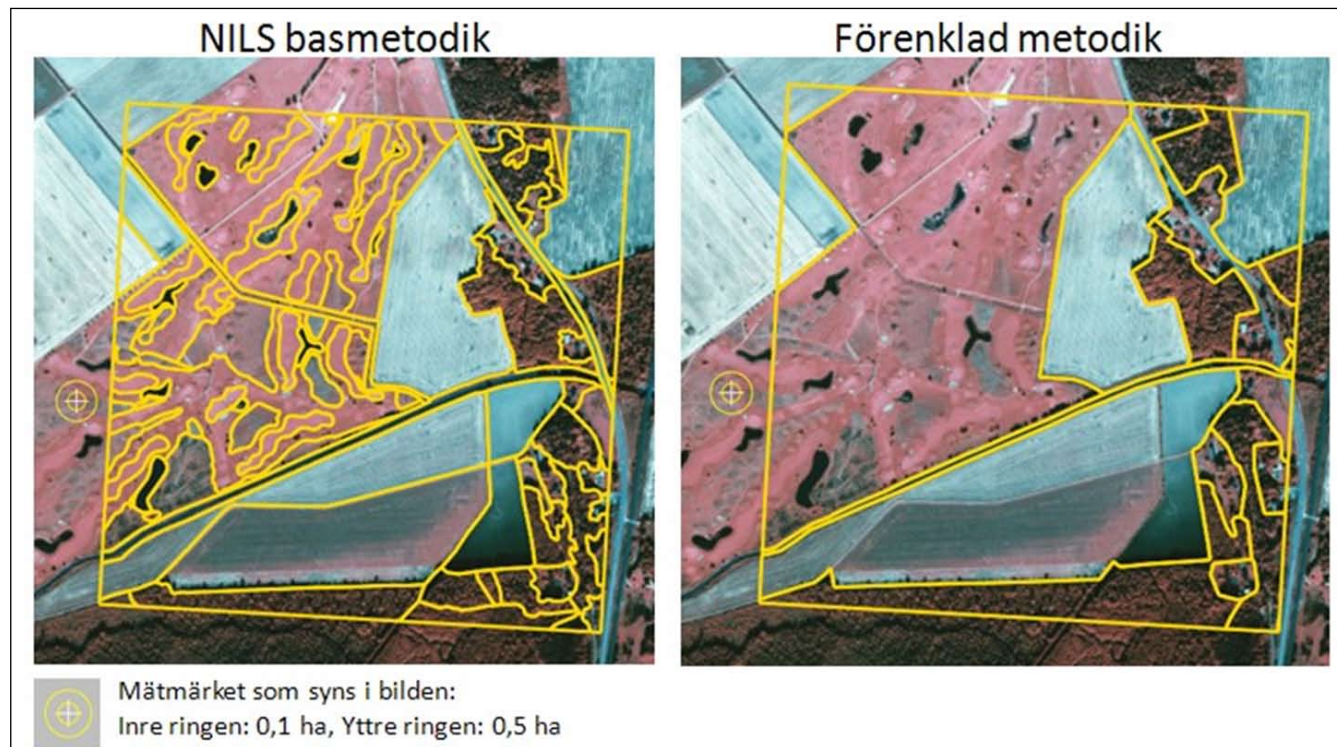 NILS basmetodik
Förenklad metodik
Mätmärket som syns i bilden:
Inre ringen: 0,1 ha, Yttre ringen: 0,5 ha